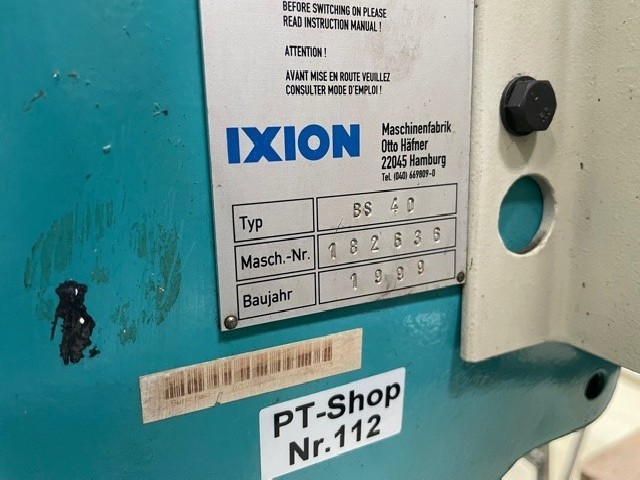 BEFORE SWITCHING ON PLEASE
READ INSTRUCTION MANUAL !
ATTENTION !
AVANT MISE EN ROUTE VEUILLEZ
CONSULTER MODE D'EMPLOI !
IXION
Maschinenfabrik
Otto Häfner
22045 Hamburg
Tel. (040) 669809-0
Typ BS 40
Masch.-Nr. 182636
Baujahr 1999
PT-Shop
Nr.112